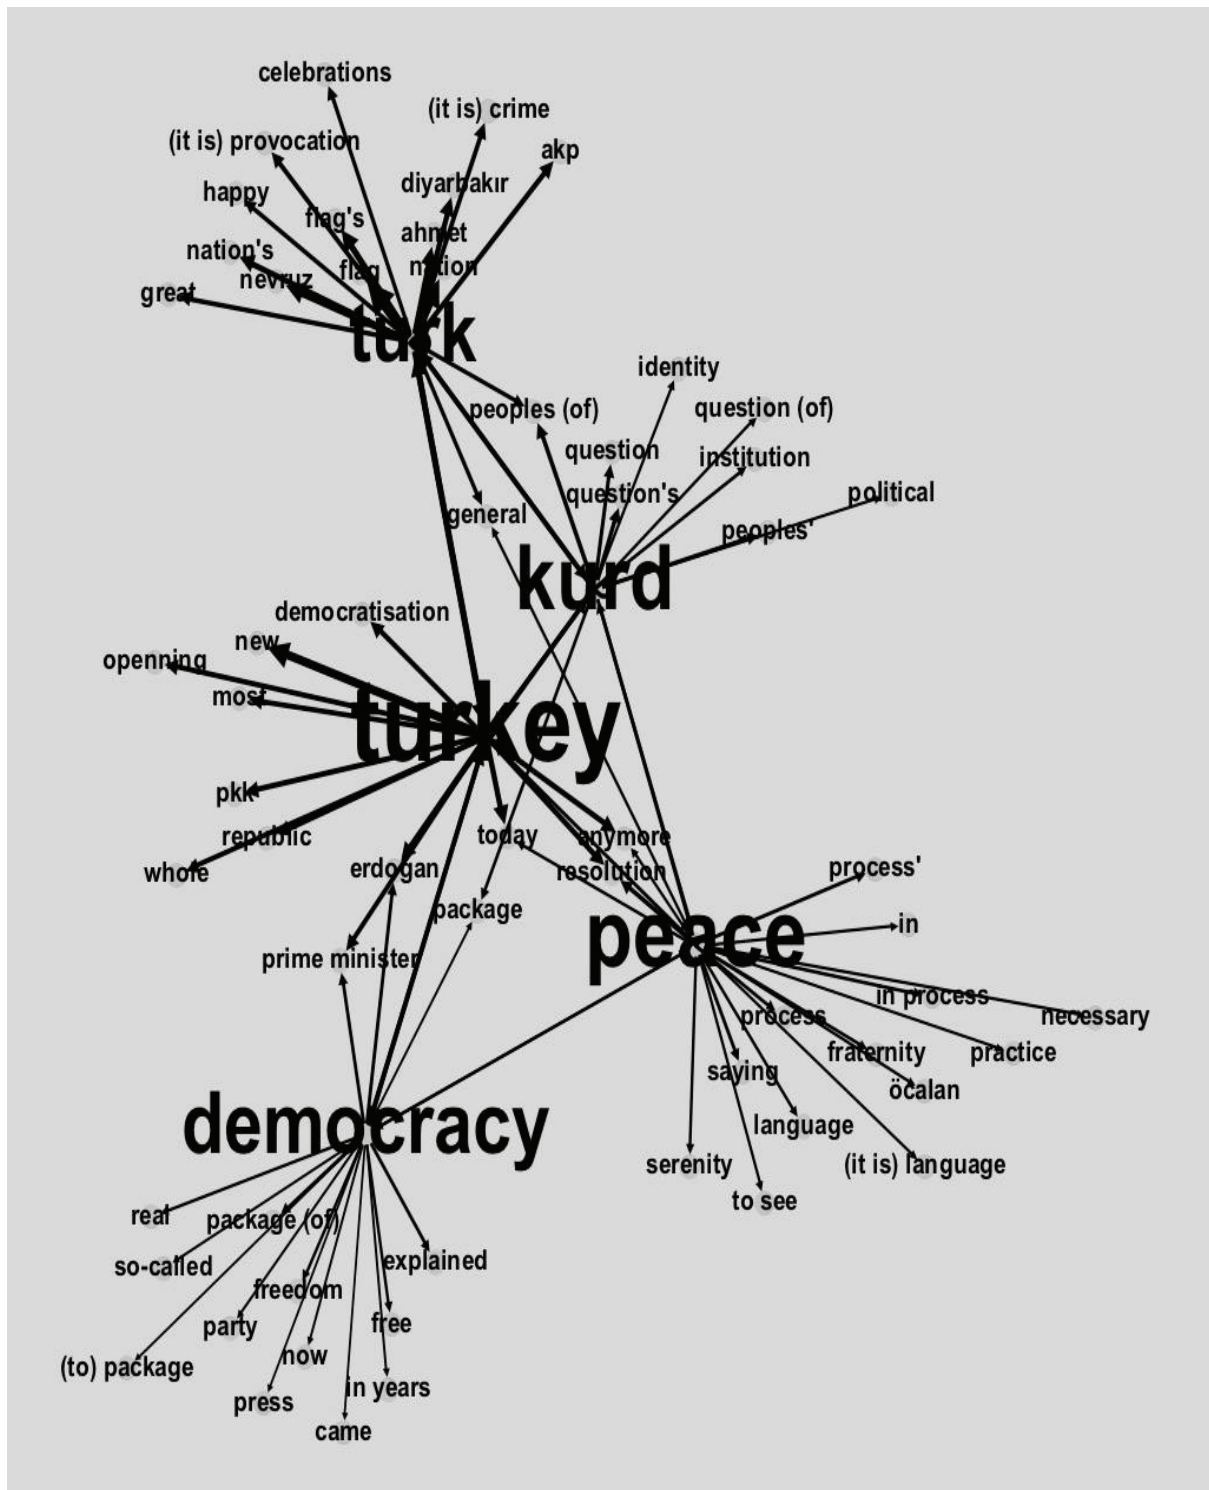 celebrations
(it is) crime
(it is) provocation
akp
diyarbakır
happy
flag's
ahmet
nation's
nation
flag
nevruz
great
turk
identity
peoples (of)
question (of)
question
institution
question's
political
general
peoples'
kurd
democratisation
new
openning
most
turkey
pkk
republic
today
anymore
whole
erdogan
resolution
process'
package
in
peace
prime minister
in process
process
necessary
fraternity
practice
saying
öcalan
democracy
language
serenity
(it is) language
to see
real
package (of)
so-called
explained
freedom
party
free
now
(to) package
in years
press
came